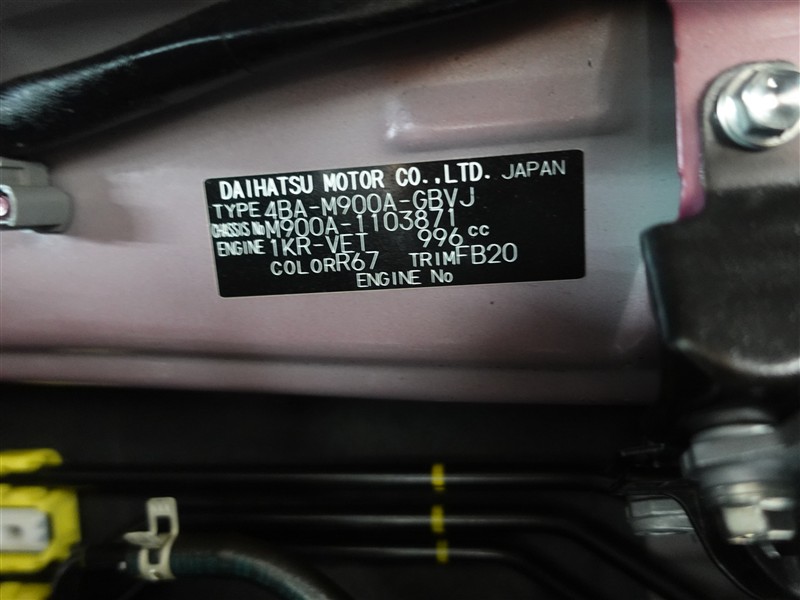 DAIHATSU MOTOR CO.,LTD. JAPAN
TYPE 4BA-M900A-GBVJ
CHASSIS No M900A-1103871
ENGINE 1KR-VET 996 cc
COLOR R67 TRIM FB20
ENGINE No